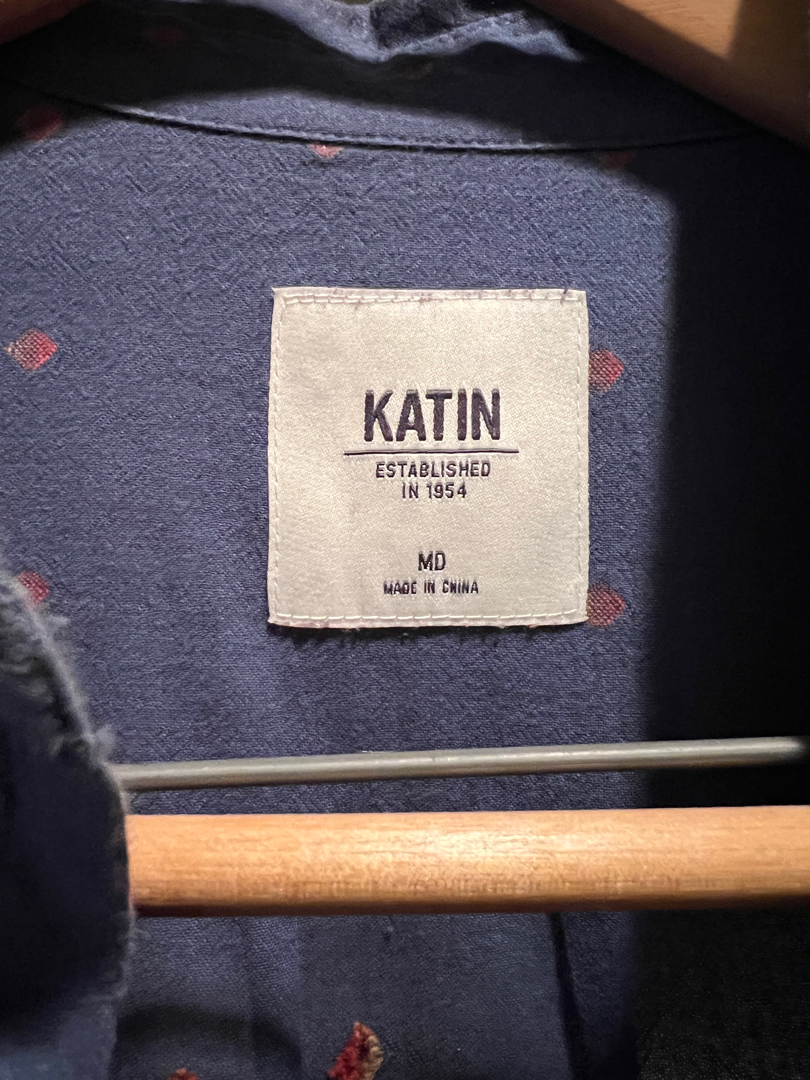 KATIN
ESTABLISHED
IN 1954
MD
MADE IN CHINA